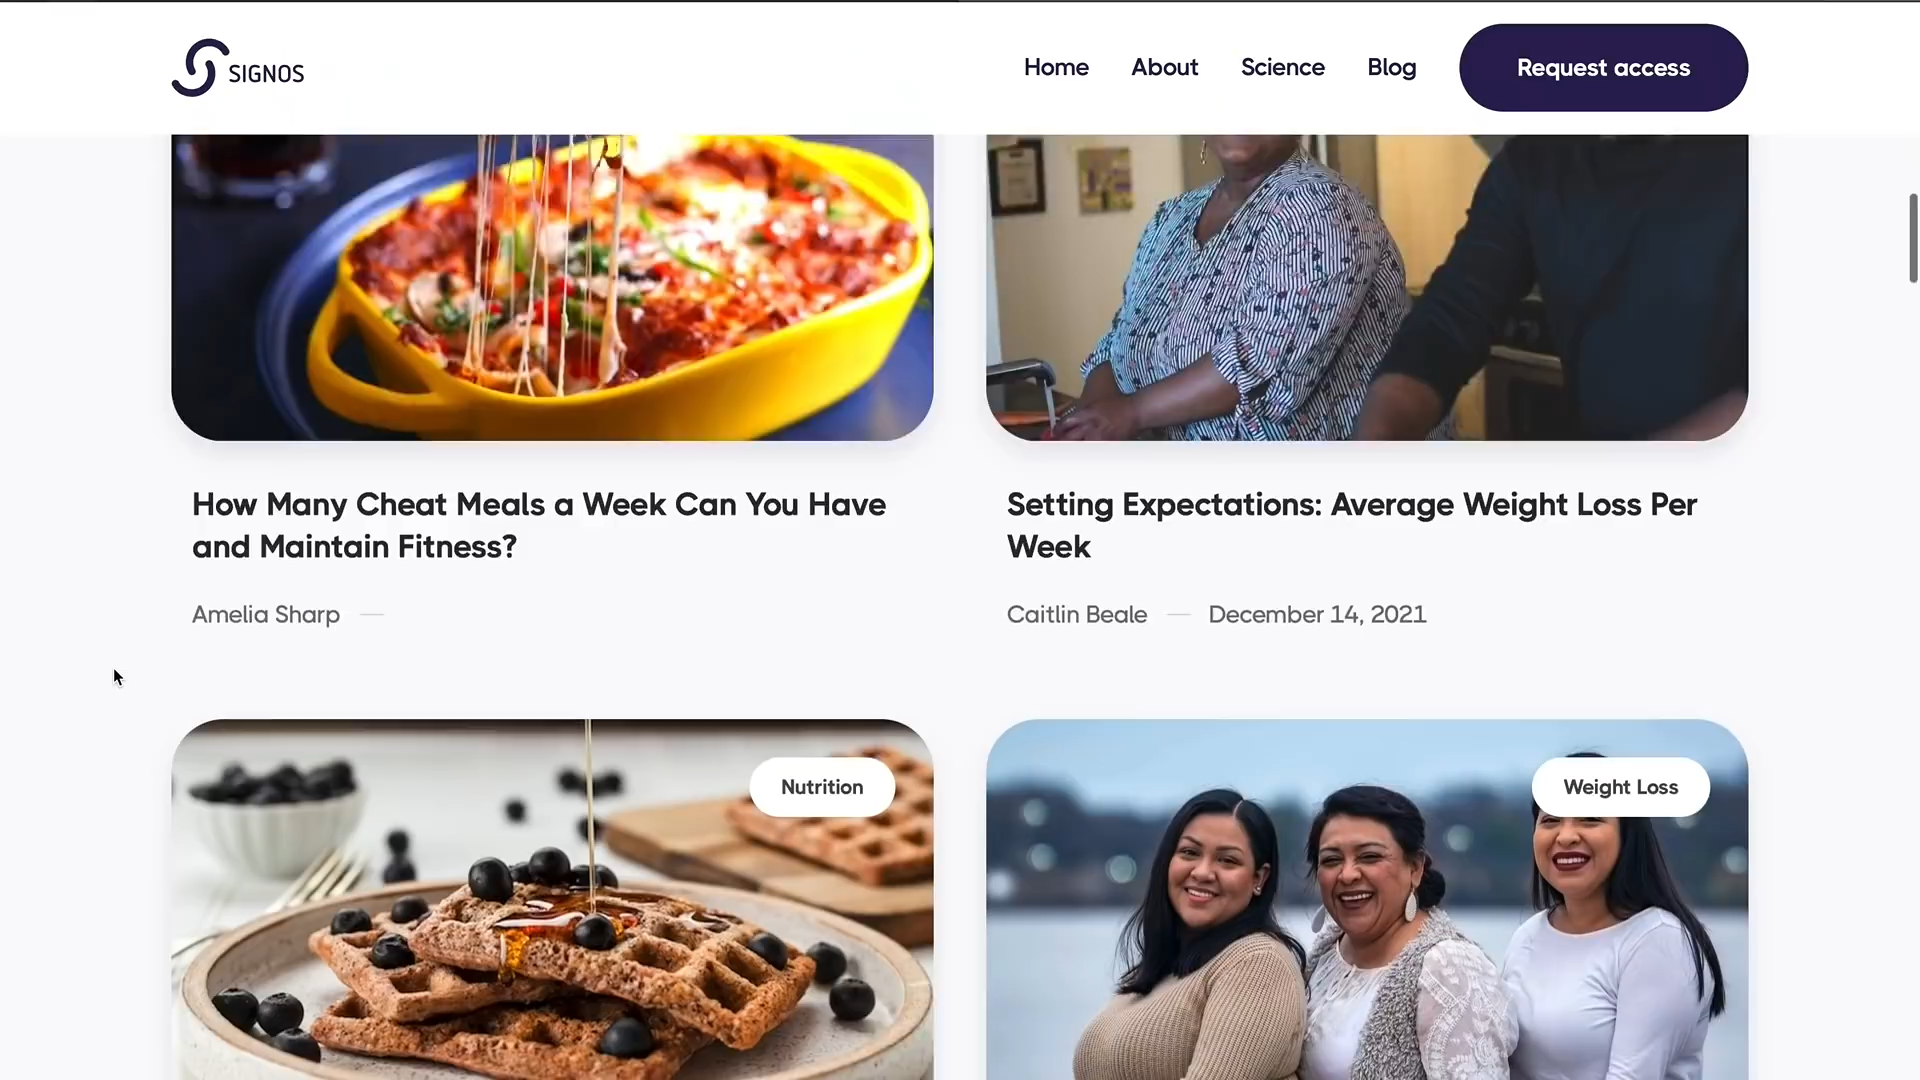 SIGNOS
Home
About
Science
Blog
Request access
How Many Cheat Meals a Week Can You Have
and Maintain Fitness?
Amelia Sharp —
Setting Expectations: Average Weight Loss Per
Week
Caitlin Beale — December 14, 2021
Nutrition
Weight Loss